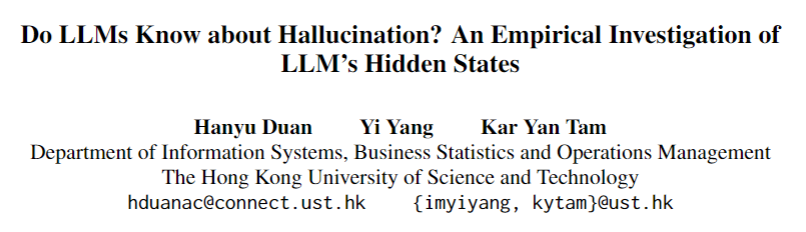 Do LLMs Know about Hallucination? An Empirical Investigation of
LLM's Hidden States
Hanyu Duan Yi Yang Kar Yan Tam
Department of Information Systems, Business Statistics and Operations Management
The Hong Kong University of Science and Technology
hduanac@connect.ust.hk {imyiyang, kytam}@ust.hk